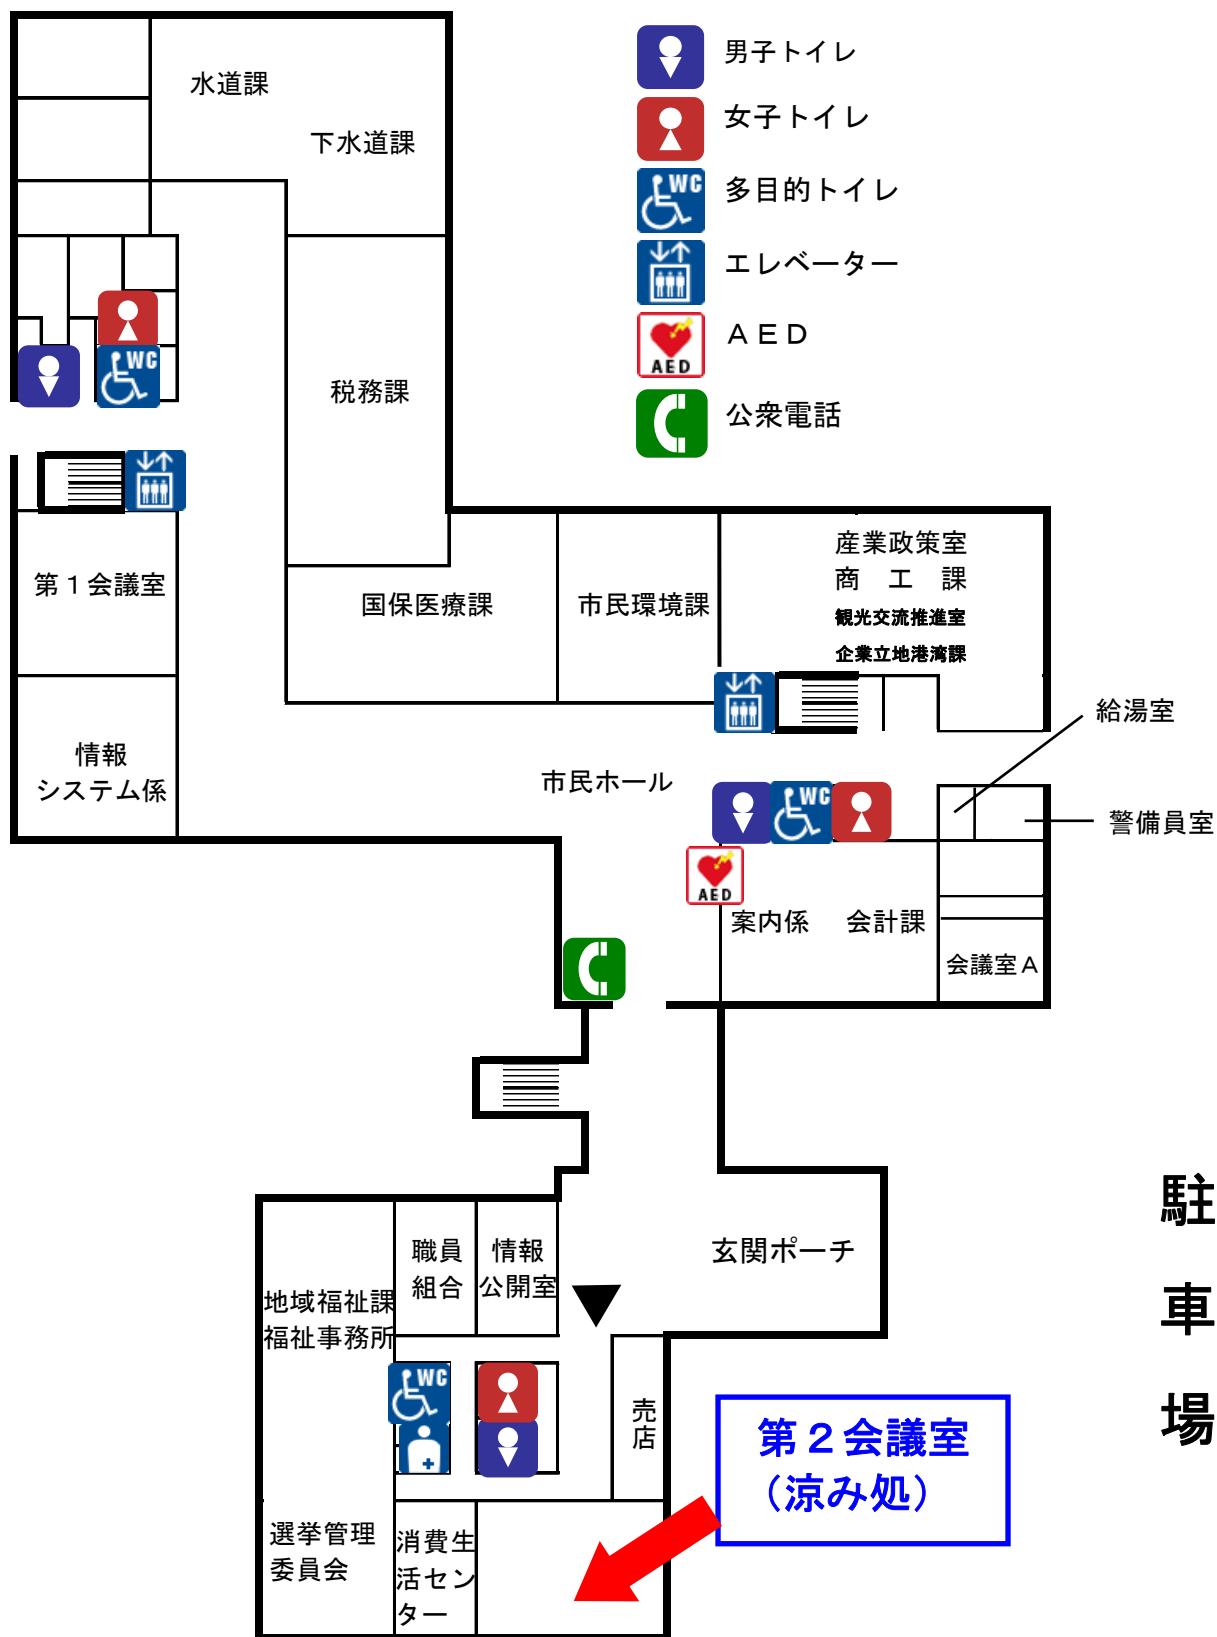 男子トイレ
女子トイレ
WC
多目的トイレ
エレベーター
AED
ＡＥＤ
公衆電話
水道課
下水道課
WC
税務課
第１会議室
国保医療課
市民環境課
産業政策室
商　工　課
観光交流推進室
企業立地港湾課
情報
システム係
市民ホール
給湯室
WC
警備員室
AED
案内係
会計課
会議室Ａ
職員
組合
情報
公開室
玄関ポーチ
地域福祉課
福祉事務所
WC
売
店
第２会議室
（涼み処）
選挙管理
委員会
消費生
活セン
ター
駐
車
場